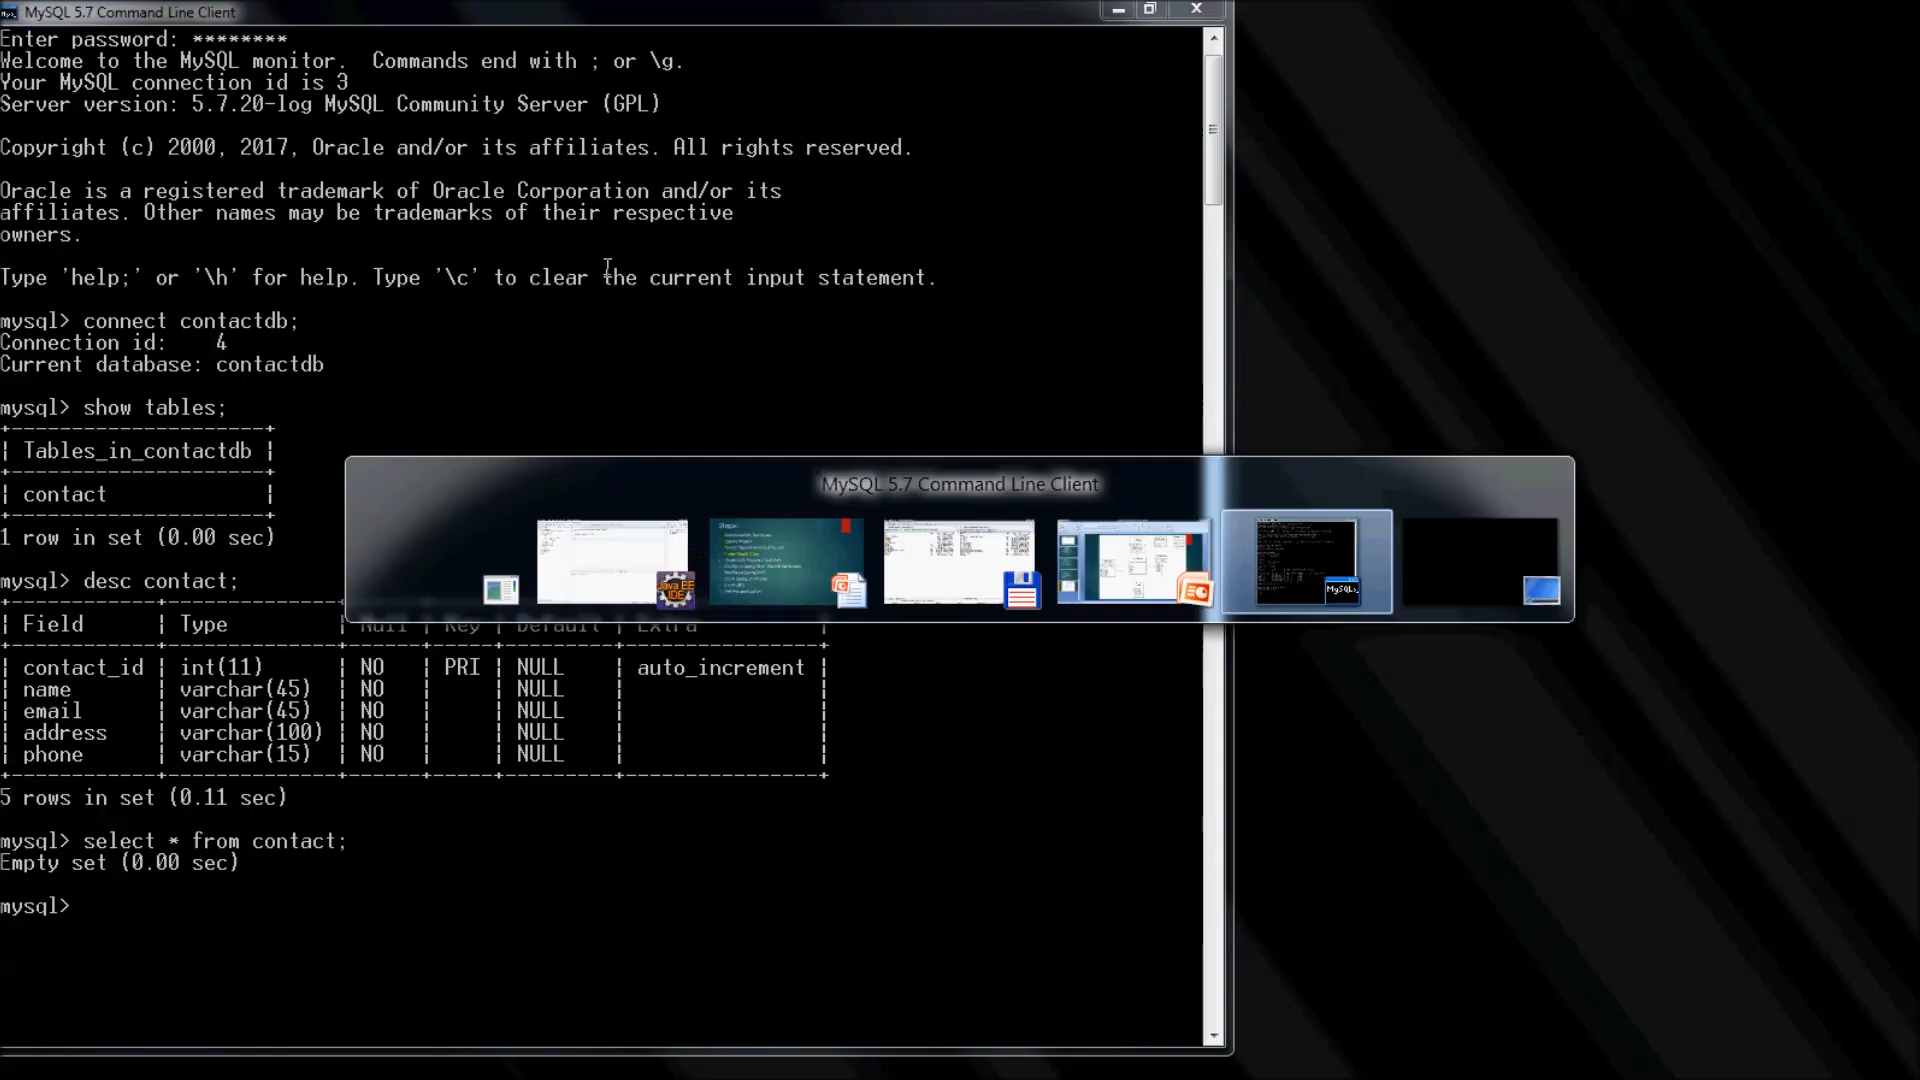 MySQL 5.7 Command Line Client
Enter password: ********
Welcome to the MySQL monitor.  Commands end with ; or \g.
Your MySQL connection id is 3
Server version: 5.7.20-log MySQL Community Server (GPL)
Copyright (c) 2000, 2017, Oracle and/or its affiliates. All rights reserved.
Oracle is a registered trademark of Oracle Corporation and/or its
affiliates. Other names may be trademarks of their respective
owners.
Type 'help;' or '\h' for help. Type '\c' to clear the current input statement.
mysql> connect contactdb;
Connection id:    4
Current database: contactdb
mysql> show tables;
+---------------------+
| Tables_in_contactdb |
+---------------------+
| contact             |
+---------------------+
1 row in set (0.00 sec)
MySQL 5.7 Command Line Client
Java EE
IDE
MySQL>
mysql> desc contact;
| Field      | Type         | Null | Key | Default | Extra          |
| contact_id | int(11)      | NO   | PRI | NULL    | auto_increment |
| name       | varchar(45)  | NO   |     | NULL    |                |
| email      | varchar(45)  | NO   |     | NULL    |                |
| address    | varchar(100) | NO   |     | NULL    |                |
| phone      | varchar(15)  | NO   |     | NULL    |                |
+------------+--------------+------+-----+---------+----------------+
5 rows in set (0.11 sec)
mysql> select * from contact;
Empty set (0.00 sec)
mysql>